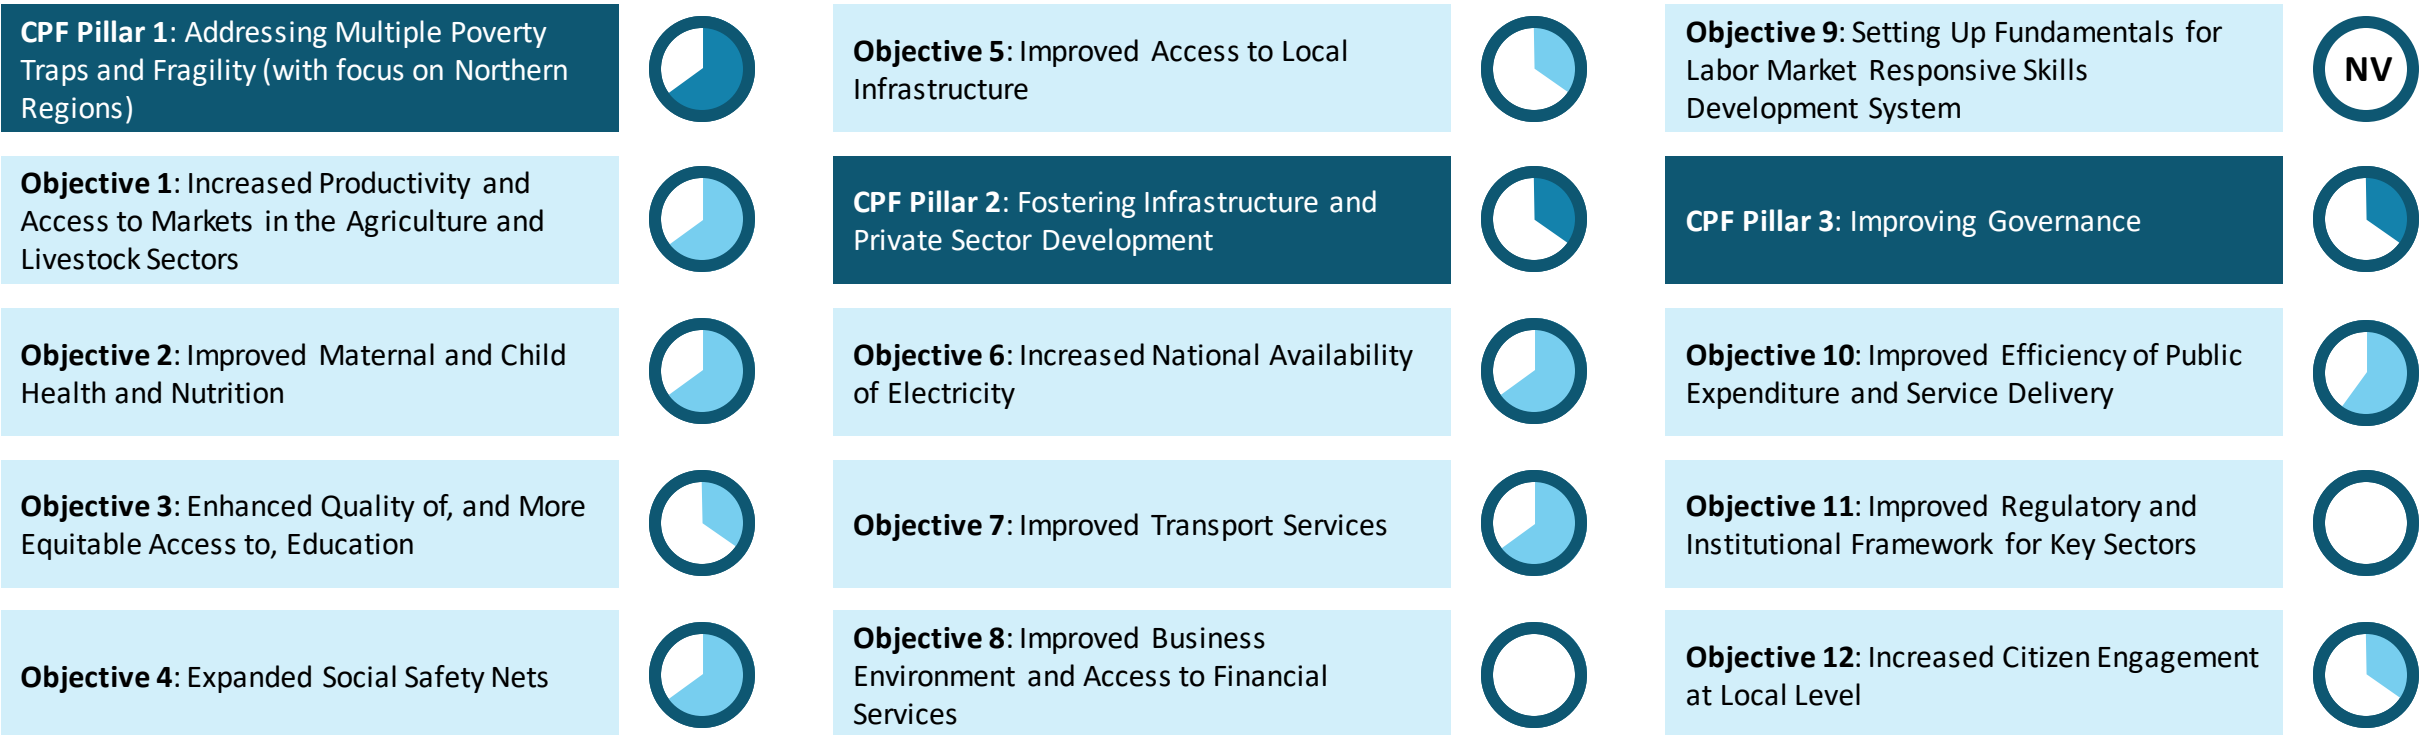 CPF Pillar 1: Addressing Multiple Poverty
Traps and Fragility (with focus on Northern
Regions)
Objective 1: Increased Productivity and
Access to Markets in the Agriculture and
Livestock Sectors
Objective 2: Improved Maternal and Child
Health and Nutrition
Objective 3: Enhanced Quality of, and More
Equitable Access to, Education
Objective 4: Expanded Social Safety Nets
Objective 5: Improved Access to Local
Infrastructure
CPF Pillar 2: Fostering Infrastructure and
Private Sector Development
Objective 6: Increased National Availability
of Electricity
Objective 7: Improved Transport Services
Objective 8: Improved Business
Environment and Access to Financial
Services
Objective 9: Setting Up Fundamentals for
Labor Market Responsive Skills
Development System
NV
CPF Pillar 3: Improving Governance
Objective 10: Improved Efficiency of Public
Expenditure and Service Delivery
Objective 11: Improved Regulatory and
Institutional Framework for Key Sectors
Objective 12: Increased Citizen Engagement
at Local Level